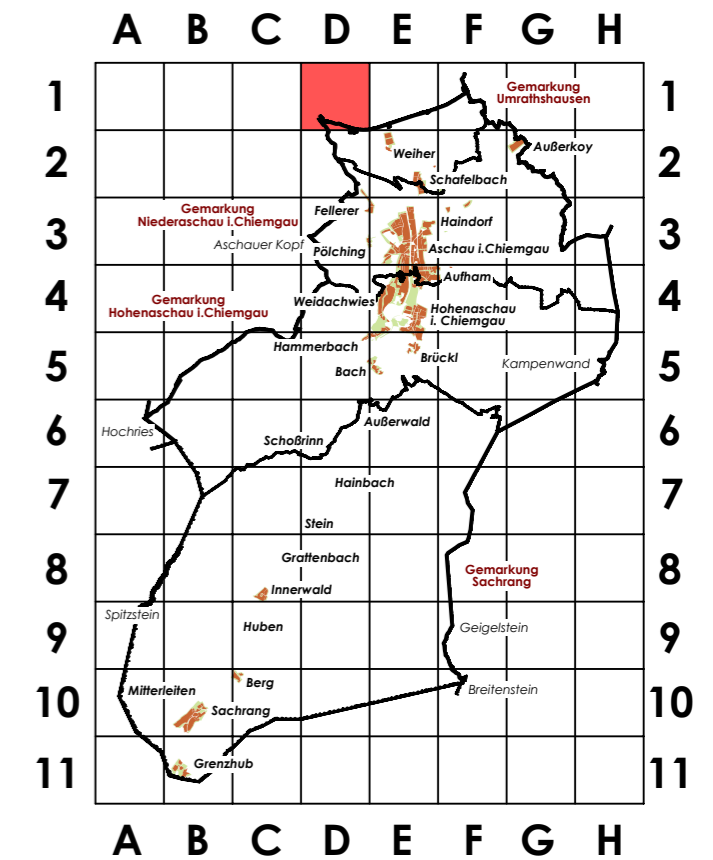 A B C D E F G H
1 1
Gemarkung
Umrathshausen
2 2
Außerkoy
Weiher
Schafelbach
3 3
Gemarkung
Niederaschau i.Chiemgau
Fellerer
Haindorf
Aschauer Kopf
Pölching
Aschau i.Chiemgau
4 4
Aufham
Gemarkung
Hohenaschau i.Chiemgau
Weidachwies
Hohenaschau
i. Chiemgau
5 5
Hammerbach
Brückl
Bach
Kampenwand
6 6
Außerwald
Hochries
Schoßrinn
7 7
Hainbach
Stein
8 8
Grattenbach
Gemarkung
Sachrang
Innerwald
9 9
Spitzstein
Huben
Geigelstein
10 10
Berg
Mitterleiten
Breitenstein
Sachrang
11 11
Grenzhub
A B C D E F G H